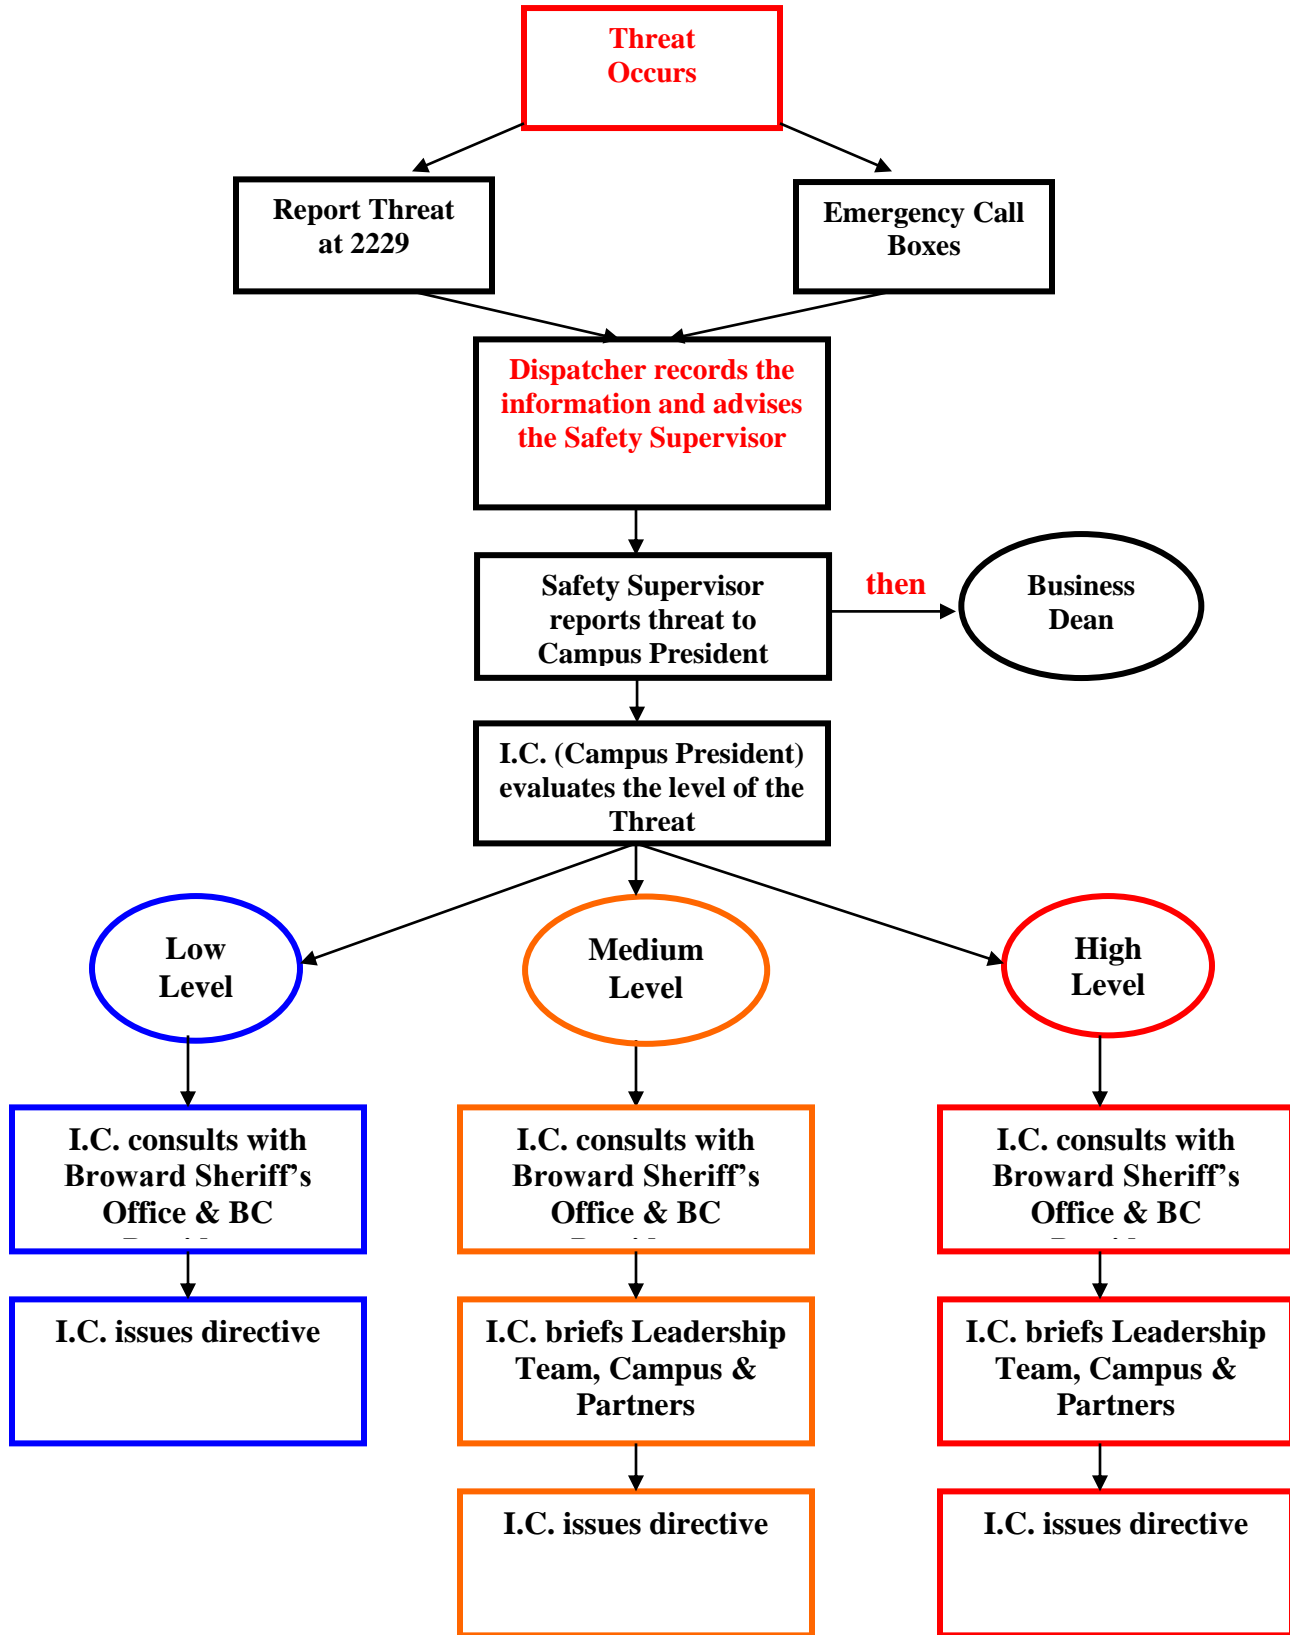 Threat
Occurs
Report Threat
at 2229
Emergency Call
Boxes
Dispatcher records the
information and advises
the Safety Supervisor
Safety Supervisor
reports threat to
Campus President
then
Business
Dean
I.C. (Campus President)
evaluates the level of the
Threat
Low
Level
Medium
Level
High
Level
I.C. consults with
Broward Sheriff’s
Office & BC
I.C. consults with
Broward Sheriff’s
Office & BC
I.C. consults with
Broward Sheriff’s
Office & BC
I.C. issues directive
I.C. briefs Leadership
Team, Campus &
Partners
I.C. briefs Leadership
Team, Campus &
Partners
I.C. issues directive
I.C. issues directive